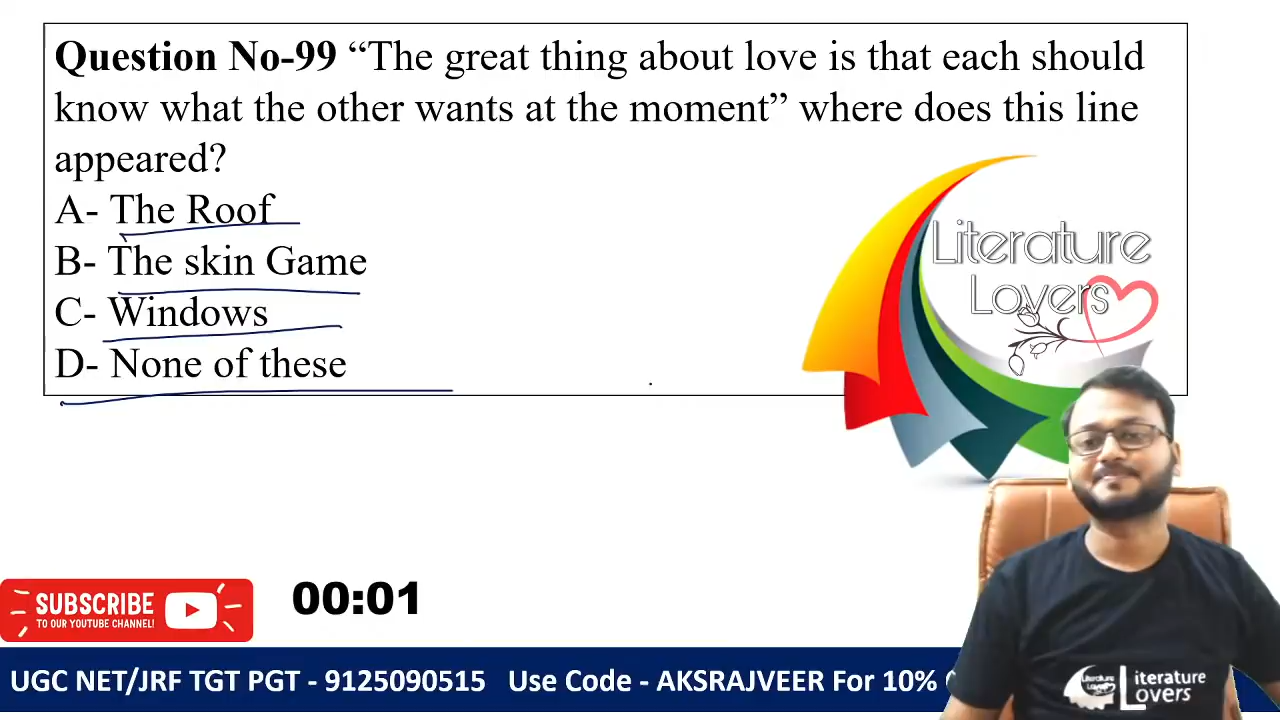 Question No-99 “The great thing about love is that each should
know what the other wants at the moment” where does this line
appeared?
A- The Roof
B- The skin Game
C- Windows
D- None of these
Literature
Lovers
SUBSCRIBE
TO OUR YOUTUBE CHANNEL!
00:01
UGC NET/JRF TGT PGT - 9125090515 Use Code - AKSRAJVEER For 10%
Literature
Lovers